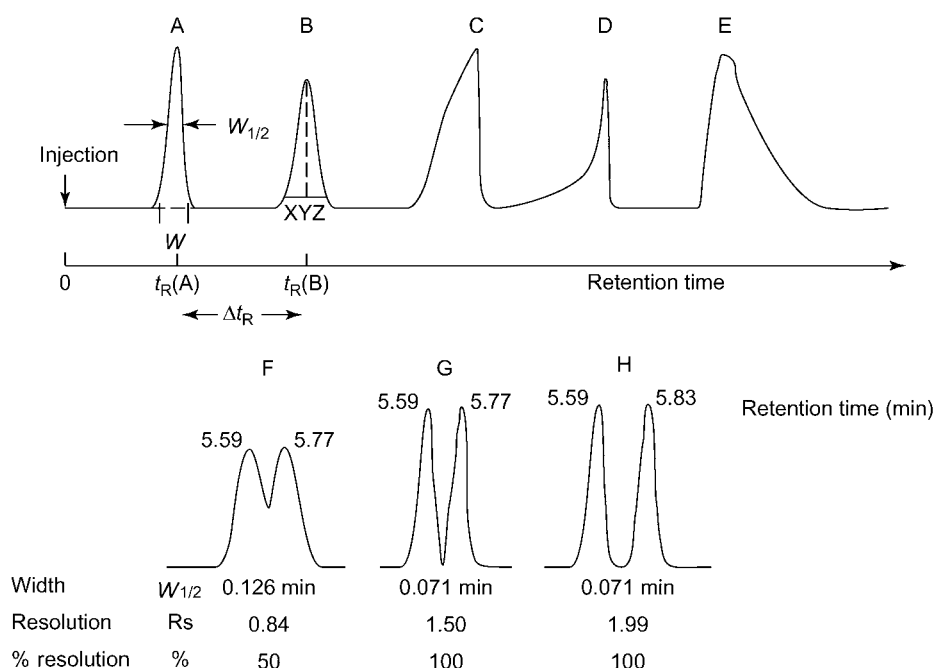 A B C D E
W1/2
Injection
XYZ
W
0 tR(A) tR(B) Retention time
ΔtR
F G H
5.59 5.77 5.59 5.77 5.59 5.83 Retention time (min)
Width W1/2 0.126 min 0.071 min 0.071 min
Resolution Rs 0.84 1.50 1.99
% resolution % 50 100 100